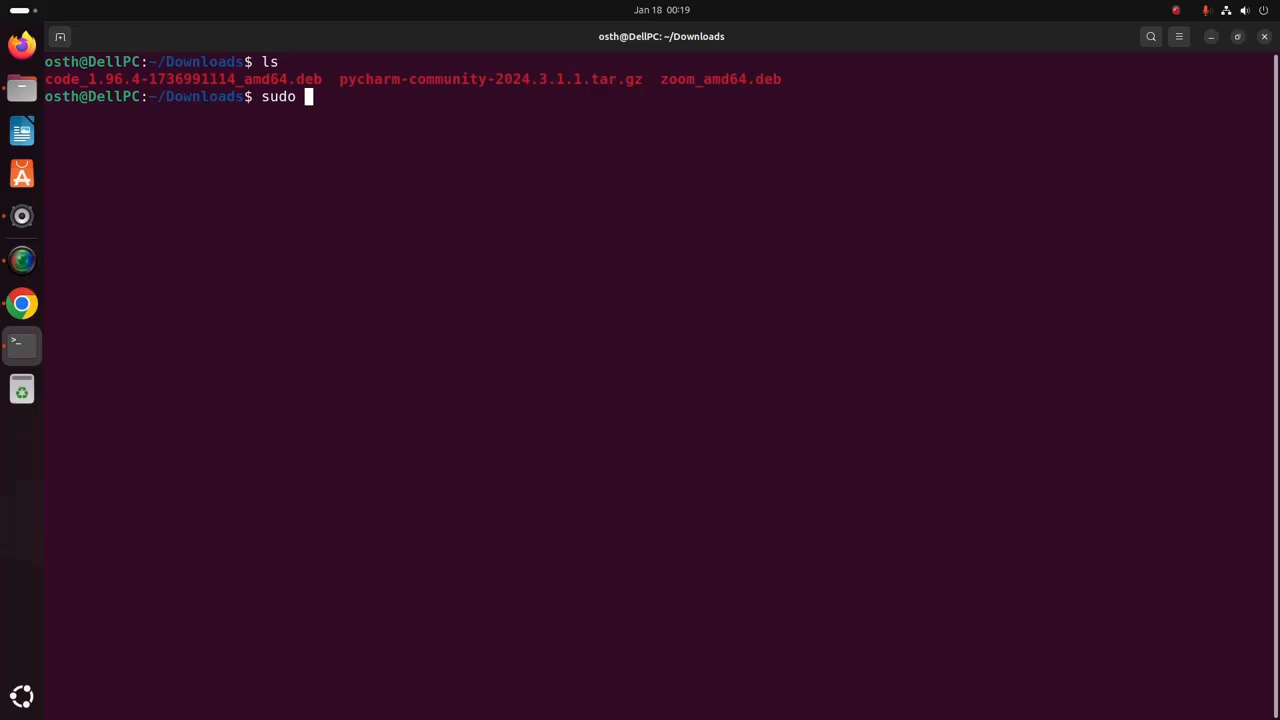 Jan 18 00:19
osth@DellPC: ~/Downloads
osth@DellPC:~/Downloads$ ls
code_1.96.4-1736991114_amd64.deb pycharm-community-2024.3.1.1.tar.gz zoom_amd64.deb
osth@DellPC:~/Downloads$ sudo